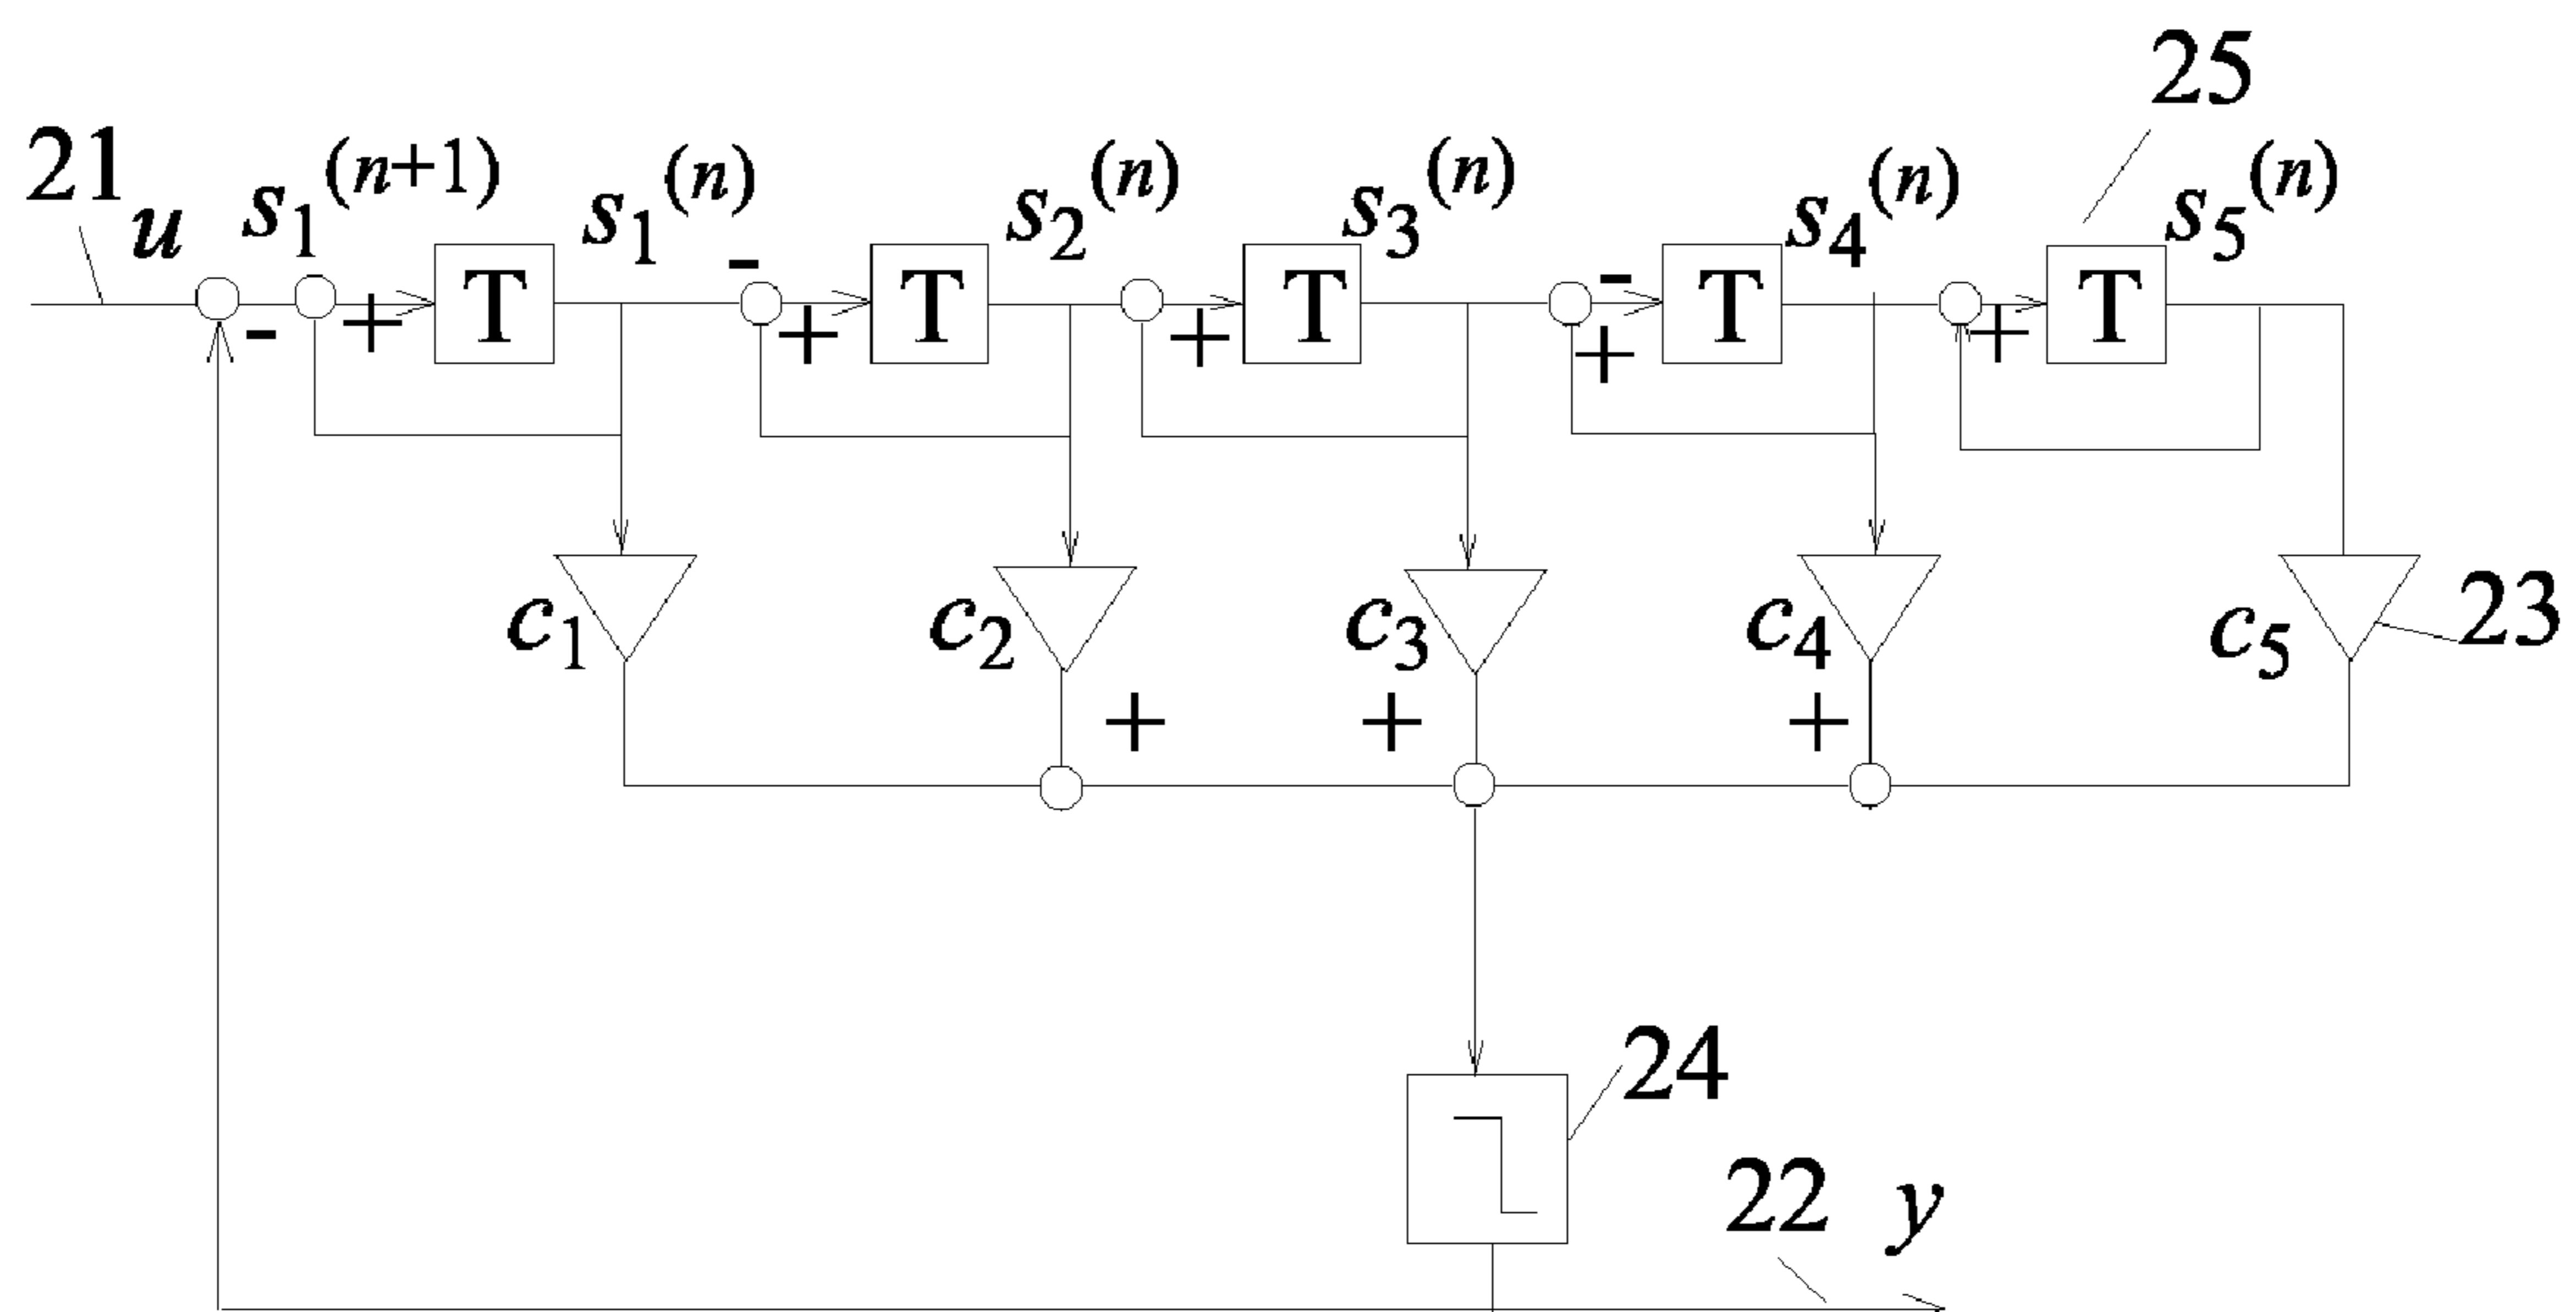 25
21 u s₁⁽ⁿ⁺¹⁾ s₁⁽ⁿ⁾ s₂⁽ⁿ⁾ s₃⁽ⁿ⁾ s₄⁽ⁿ⁾ s₅⁽ⁿ⁾
- -
T T T T T
- + + + + +
c₁ c₂ c₃ c₄ c₅ 23
+ + +
24
22 y